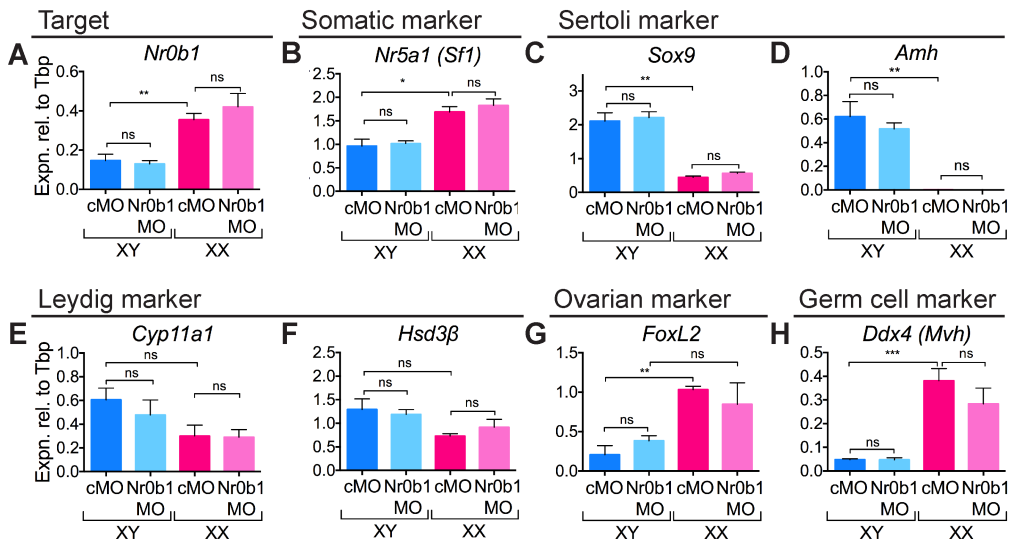 Target
Somatic marker
Sertoli marker
A
Nr0b1
Expn. rel. to Tbp
0.6
0.4
0.2
0.0
**
ns
ns
cMO Nr0b1 cMO Nr0b1
MO MO
XY XX
B
Nr5a1 (Sf1)
2.5
2.0
1.5
1.0
0.5
0.0
*
ns
ns
cMO Nr0b1 cMO Nr0b1
MO MO
XY XX
C
Sox9
3
2
1
0
**
ns
ns
cMO Nr0b1 cMO Nr0b1
MO MO
XY XX
D
Amh
1.0
0.8
0.6
0.4
0.2
0.0
**
ns
ns
cMO Nr0b1 cMO Nr0b1
MO MO
XY XX
Leydig marker
Ovarian marker
Germ cell marker
E
Cyp11a1
Expn. rel. to Tbp
1.0
0.8
0.6
0.4
0.2
0.0
ns
ns
ns
cMO Nr0b1 cMO Nr0b1
MO MO
XY XX
F
Hsd3β
2.5
2.0
1.5
1.0
0.5
0.0
ns
ns
ns
cMO Nr0b1 cMO Nr0b1
MO MO
XY XX
G
FoxL2
1.5
1.0
0.5
0.0
ns
**
ns
cMO Nr0b1 cMO Nr0b1
MO MO
XY XX
H
Ddx4 (Mvh)
0.5
0.4
0.3
0.2
0.1
0.0
***
ns
ns
cMO Nr0b1 cMO Nr0b1
MO MO
XY XX